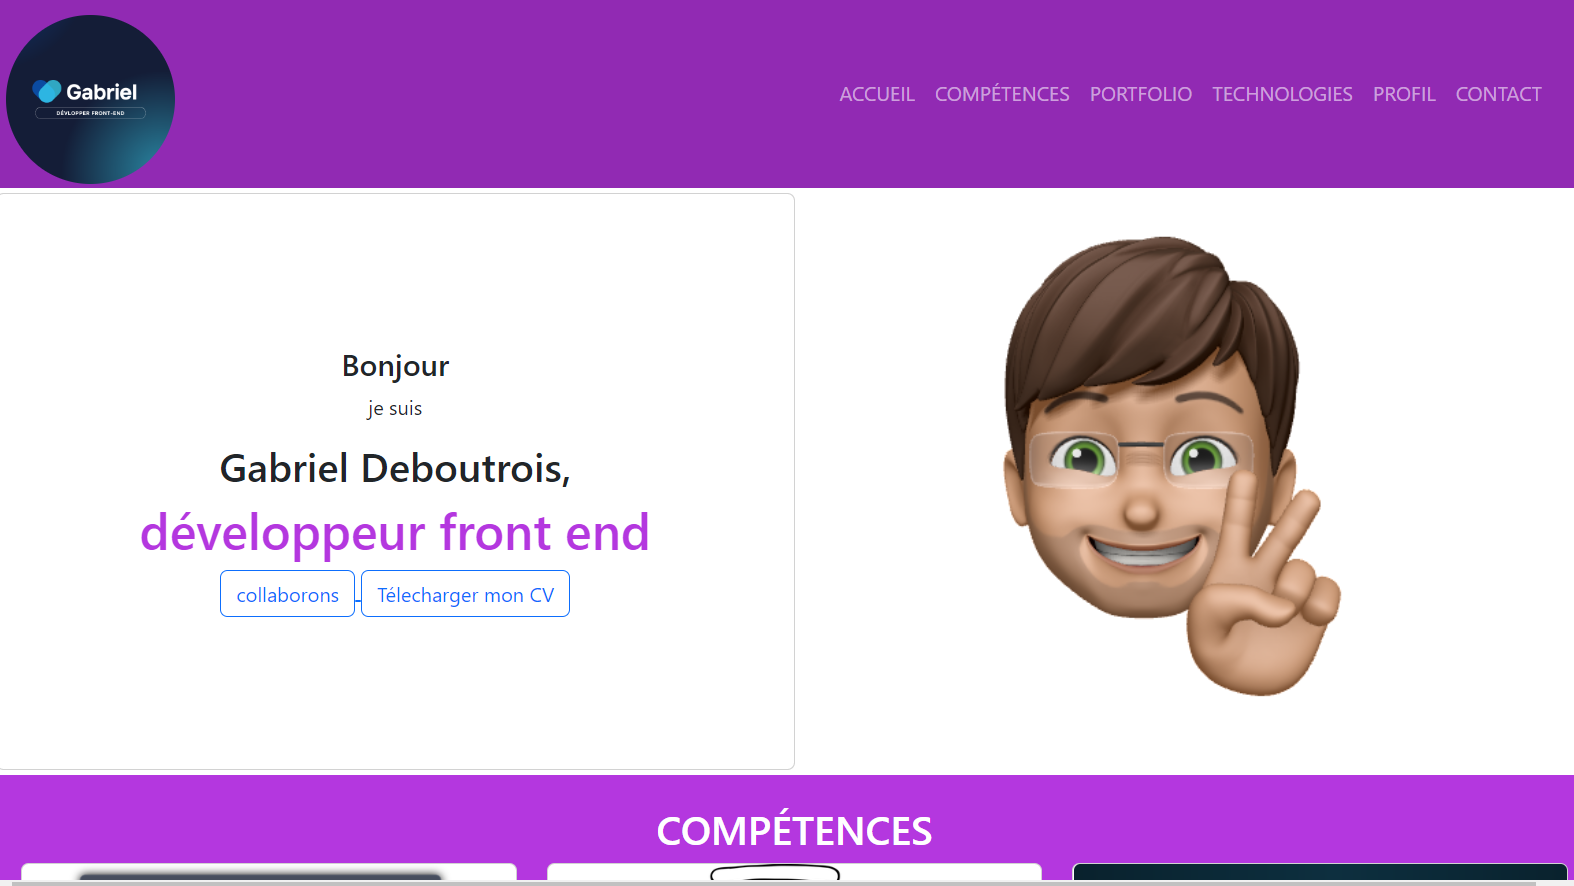 Gabriel
DÉVLOPPER FRONT-END
ACCUEIL COMPÉTENCES PORTFOLIO TECHNOLOGIES PROFIL CONTACT
Bonjour
je suis
Gabriel Deboutrois,
développeur front end
collaborons Télecharger mon CV
COMPÉTENCES